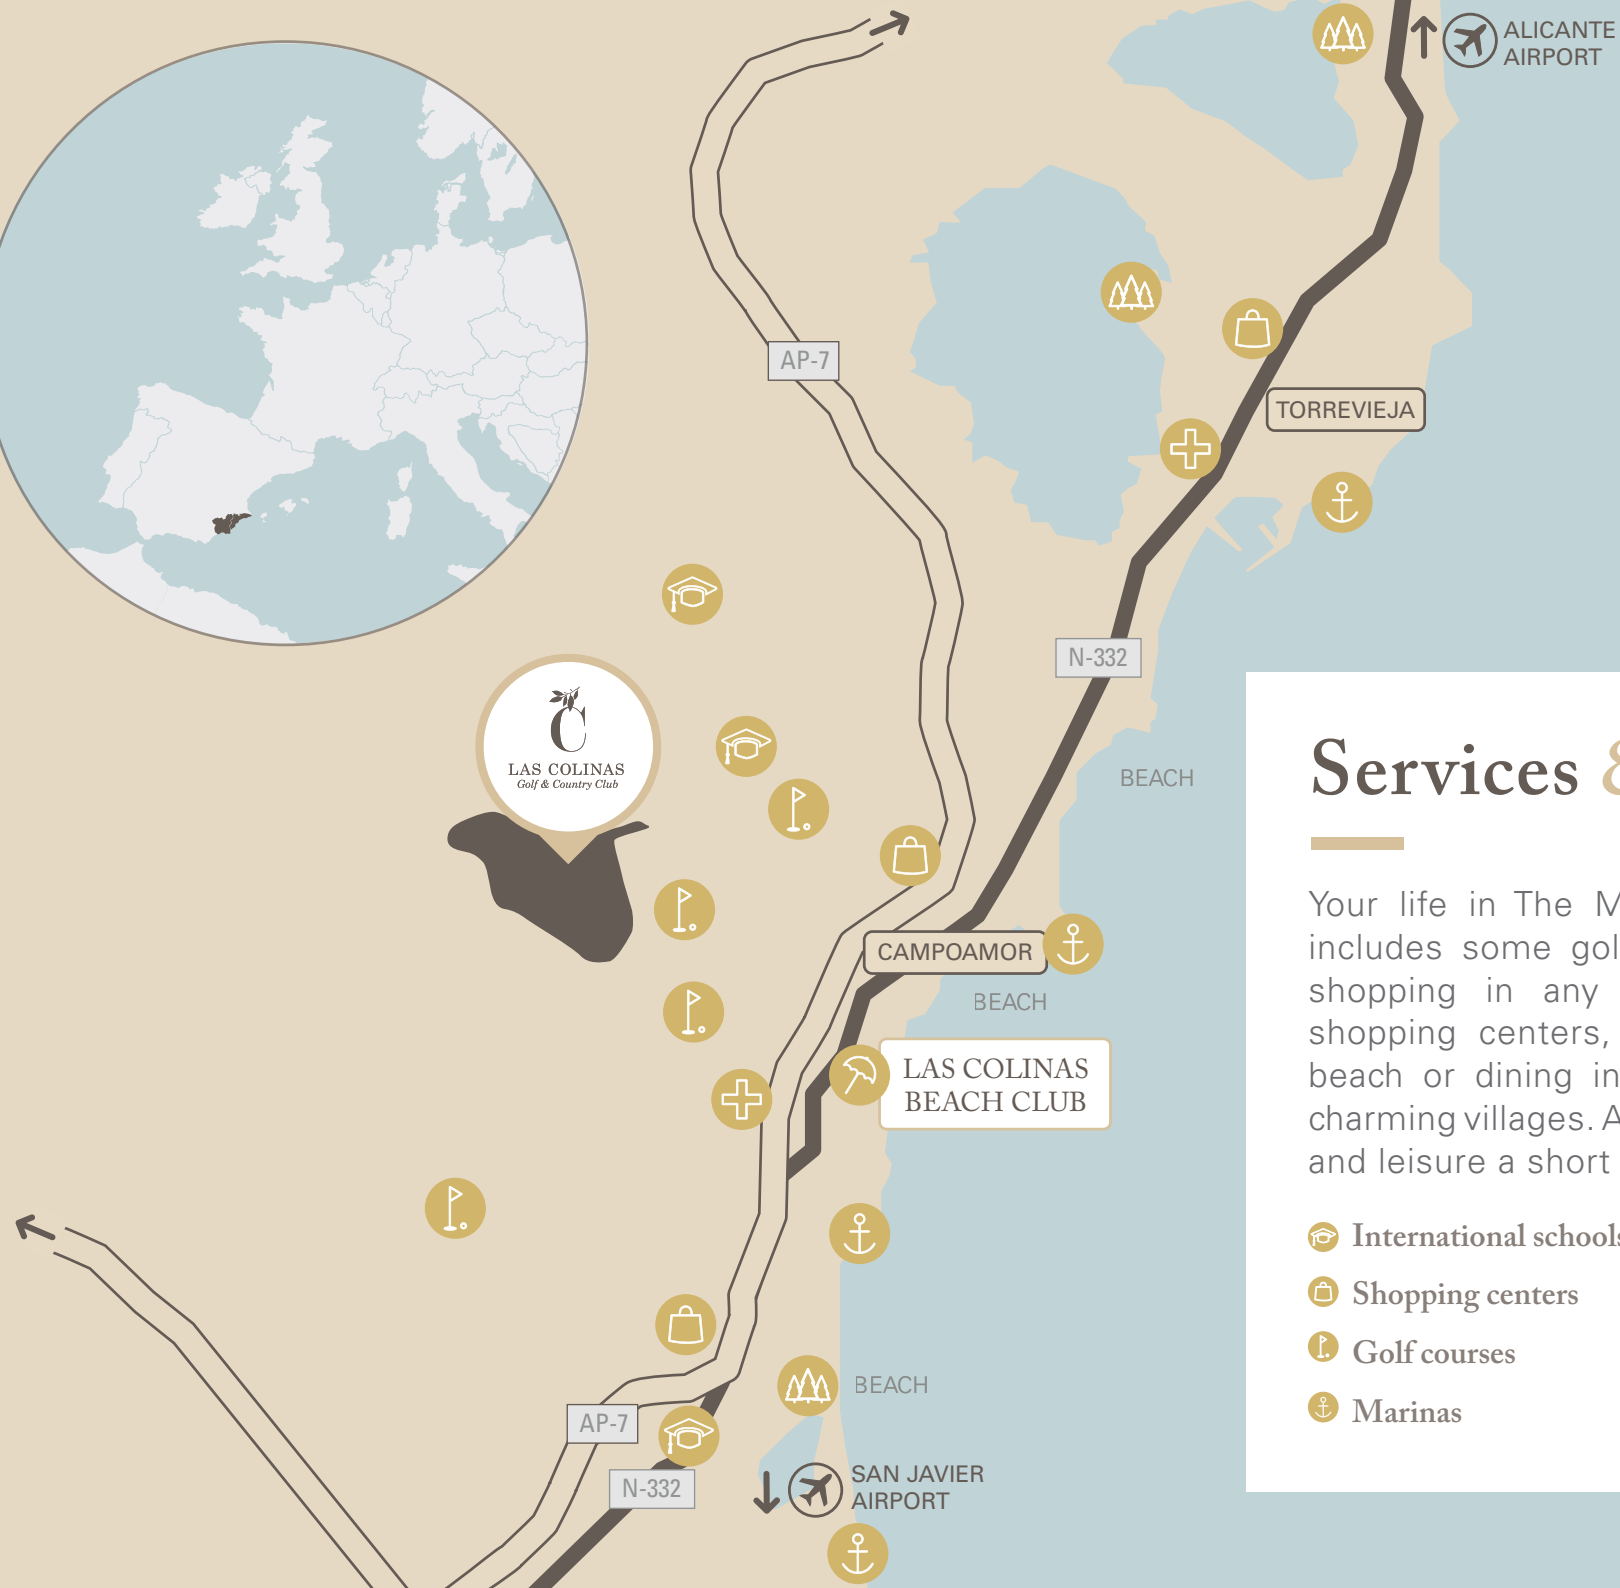 ALICANTE
AIRPORT
AP-7
TORREVIEJA
N-332
C
LAS COLINAS
Golf & Country Club
BEACH
CAMPOAMOR
BEACH
LAS COLINAS
BEACH CLUB
BEACH
AP-7
N-332
SAN JAVIER
AIRPORT
Services &
Your life in The M
includes some gol
shopping in any
shopping centers,
beach or dining in
charming villages. A
and leisure a short
International schools
Shopping centers
Golf courses
Marinas